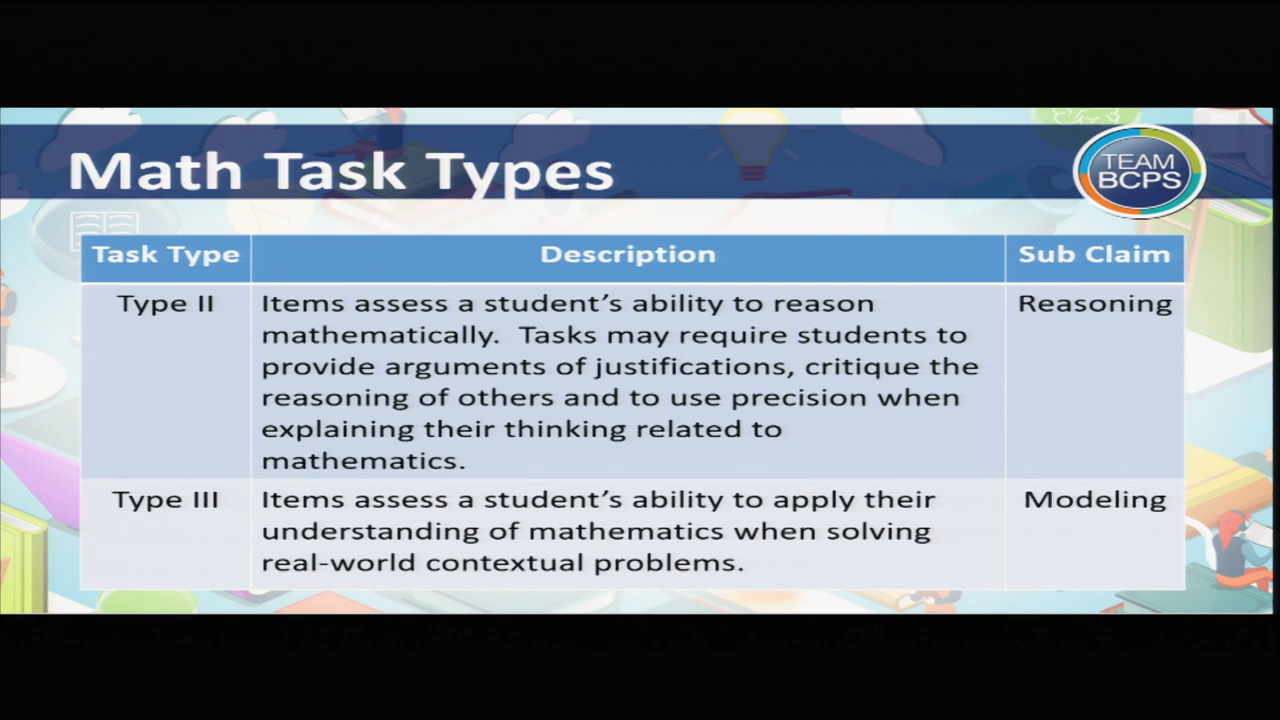 Math Task Types
TEAM
BCPS
Task Type Description Sub Claim
Type II Items assess a student's ability to reason Reasoning
mathematically.  Tasks may require students to
provide arguments of justifications, critique the
reasoning of others and to use precision when
explaining their thinking related to
mathematics.
Type III Items assess a student's ability to apply their Modeling
understanding of mathematics when solving
real-world contextual problems.